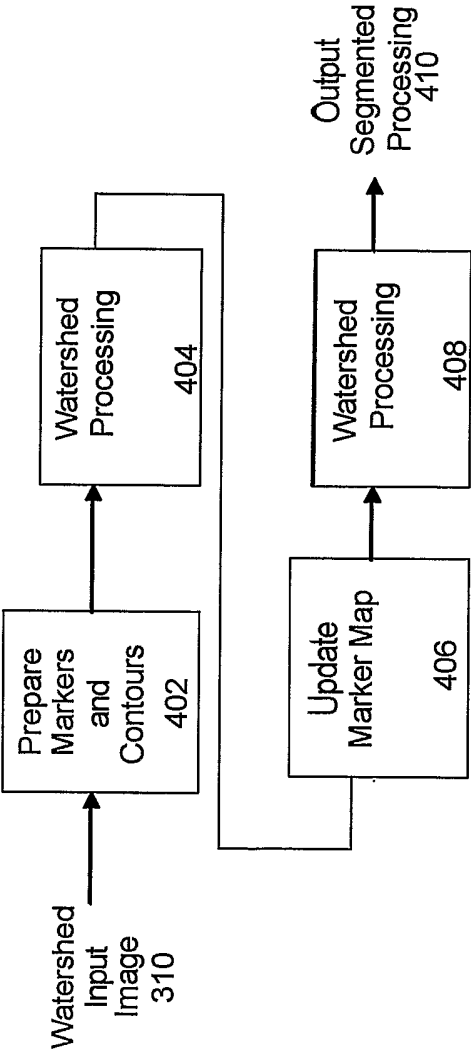 Watershed
Input
Image
310
Prepare
Markers
and
Contours
402
Watershed
Processing
404
Update
Marker Map
406
Watershed
Processing
408
Output
Segmented
Processing
410